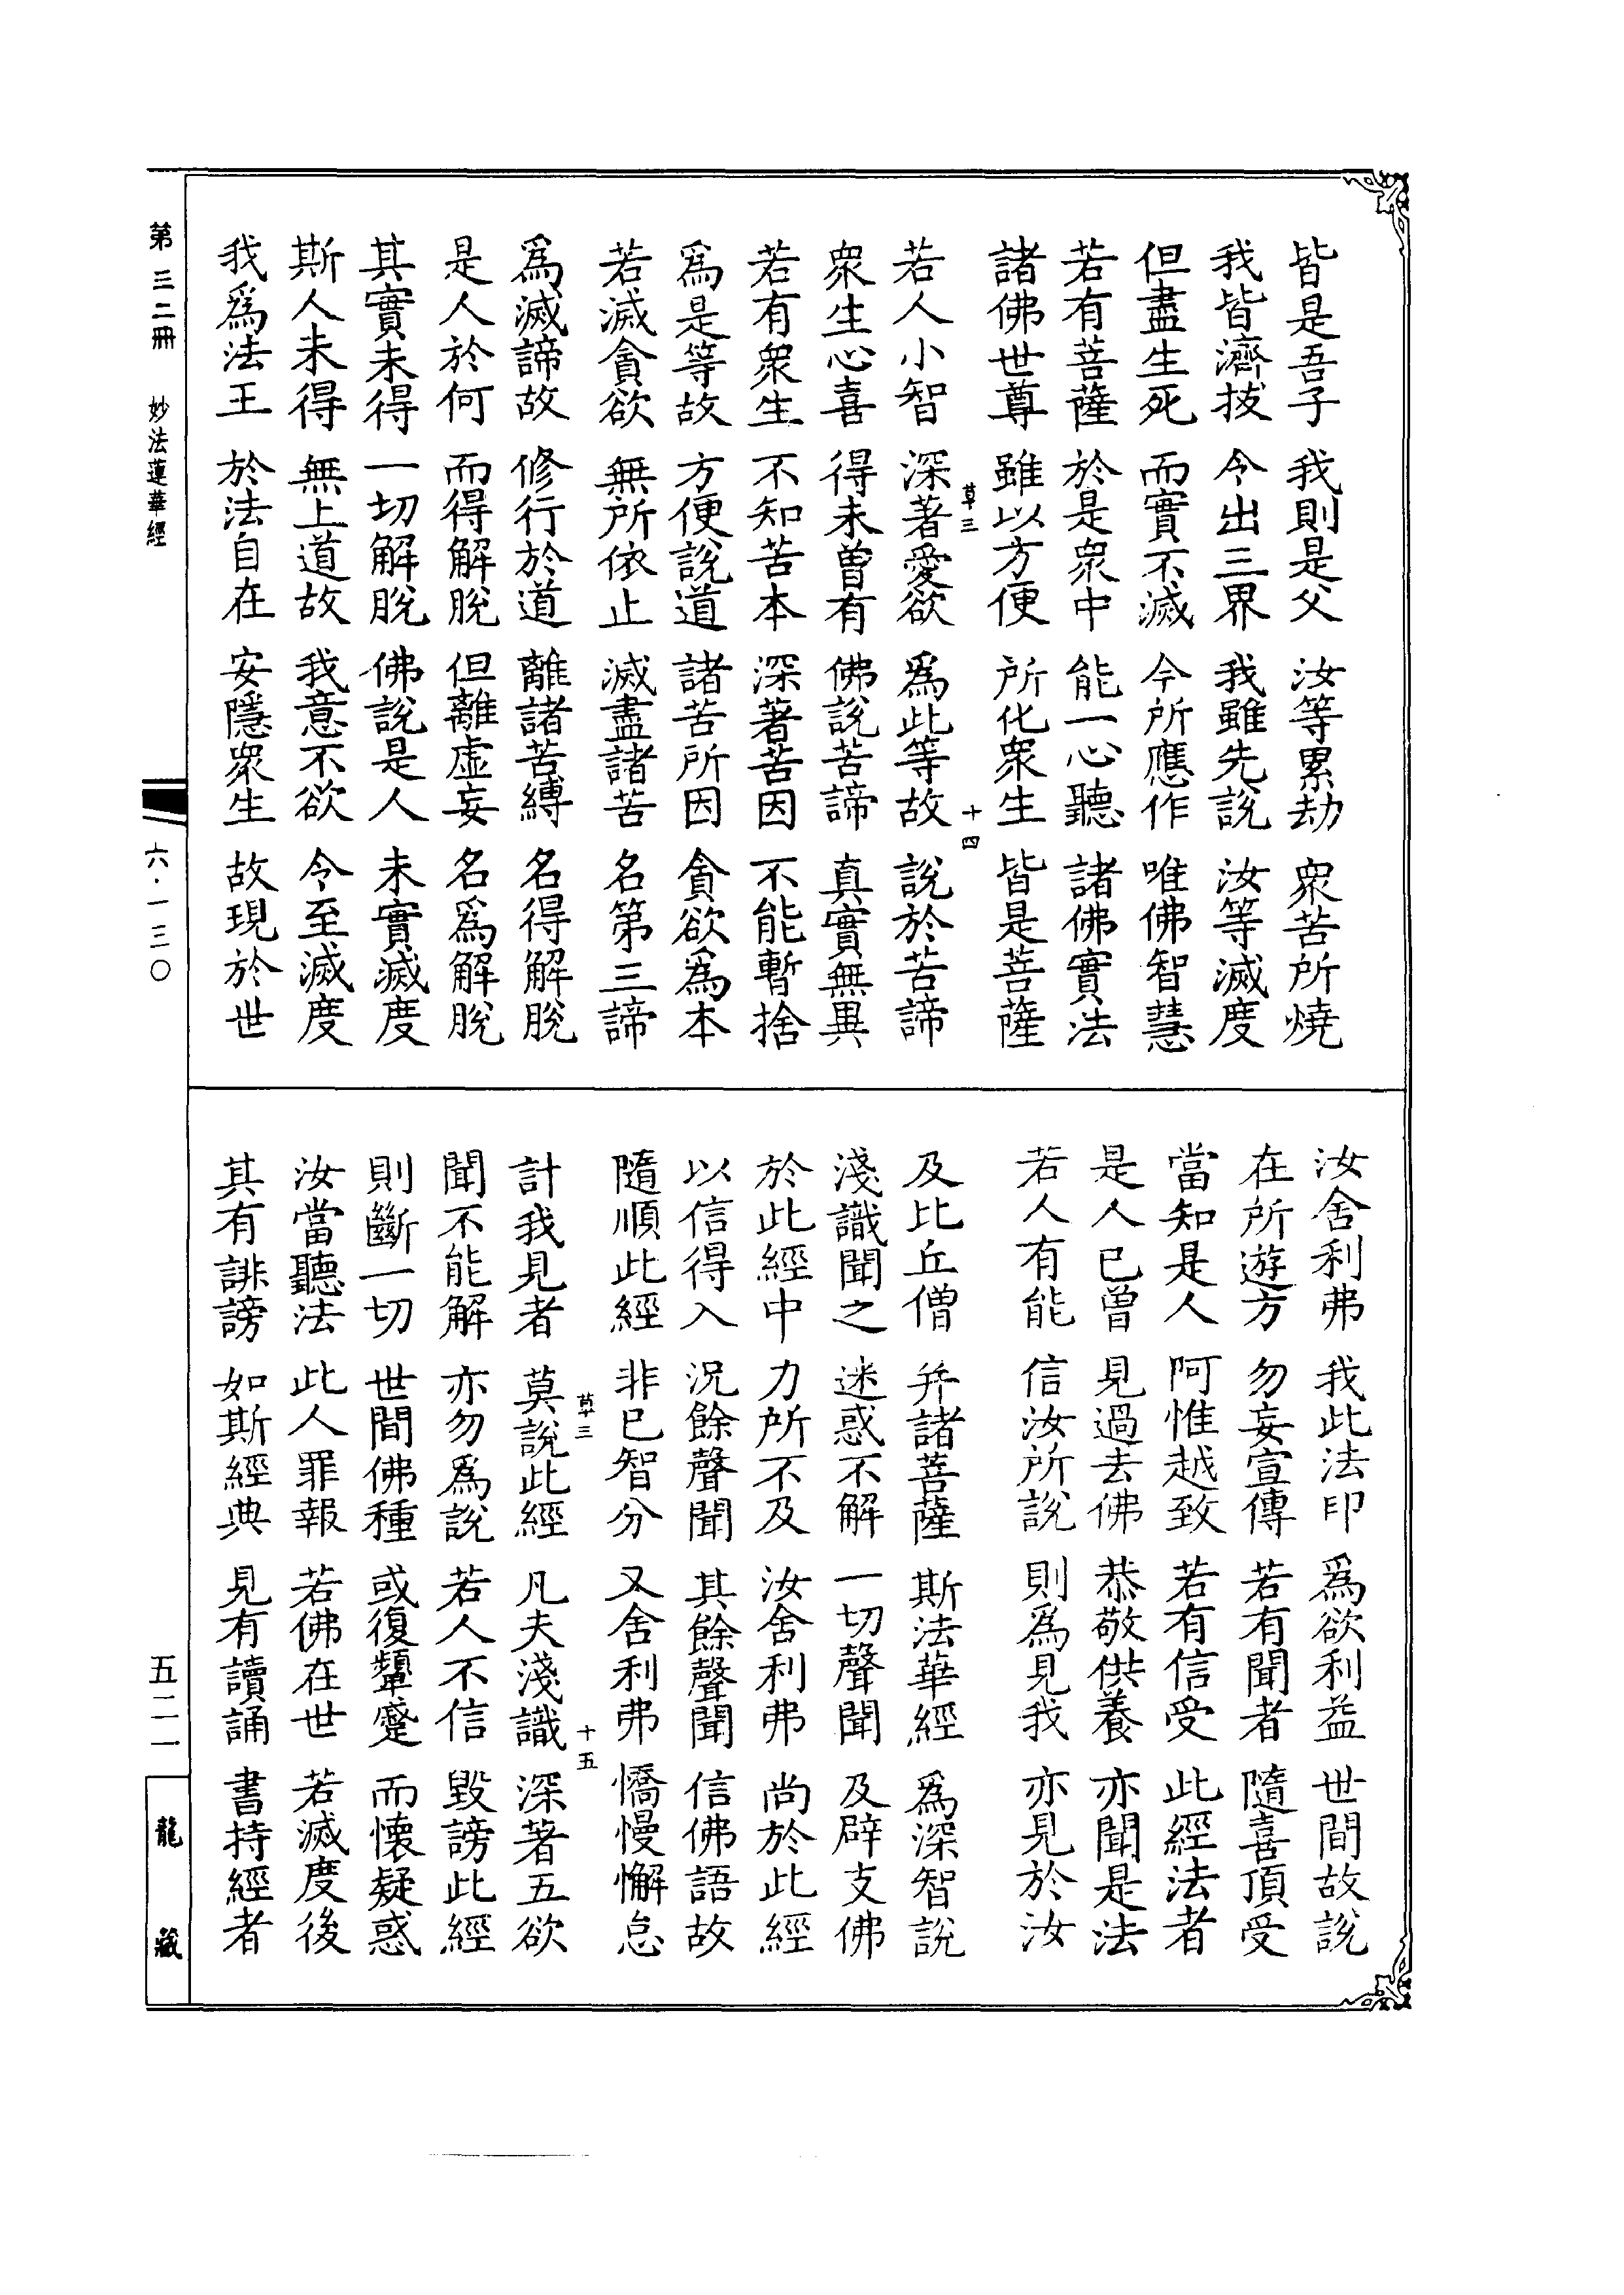 皆是吾子 我則是父 汝等累劫 衆苦所燒
我皆濟拔 令出三界 我雖先說 汝等滅度
但盡生死 而實不滅 今所應作 唯佛智慧
若有菩薩 於是衆中 能一心聽 諸佛實法
諸佛世尊 雖以方便 所化衆生 皆是菩薩
草三 十四
若人小智 深著愛欲 爲此等故 說於苦諦
衆生心喜 得未曾有 佛說苦諦 真實無異
若有衆生 不知苦本 深著苦因 不能暫捨
爲是等故 方便說道 諸苦所因 貪欲爲本
若滅貪欲 無所依止 滅盡諸苦 名第三諦
爲滅諦故 修行於道 離諸苦縛 名得解脫
是人於何 而得解脫 但離虛妄 名爲解脫
其實未得 一切解脫 佛說是人 未實滅度
斯人未得 無上道故 我意不欲 令至滅度
我爲法王 於法自在 安隱衆生 故現於世
汝舍利弗 我此法印 爲欲利益 世間故說
在所遊方 勿妄宣傳 若有聞者 隨喜頂受
當知是人 阿惟越致 若有信受 此經法者
是人已曾 見過去佛 恭敬供養 亦聞是法
若人有能 信汝所說 則爲見我 亦見於汝
及比丘僧 并諸菩薩 斯法華經 爲深智說
淺識聞之 迷惑不解 一切聲聞 及辟支佛
於此經中 力所不及 汝舍利弗 尚於此經
以信得入 況餘聲聞 其餘聲聞 信佛語故
隨順此經 非己智分 又舍利弗 憍慢懈怠
草三 十五
計我見者 莫說此經 凡夫淺識 深著五欲
聞不能解 亦勿爲說 若人不信 毀謗此經
則斷一切 世間佛種 或復顰蹙 而懷疑惑
汝當聽法 此人罪報 若佛在世 若滅度後
其有誹謗 如斯經典 見有讀誦 書持經者
第三二冊 妙法蓮華經 六·一三〇 五二一 龍藏